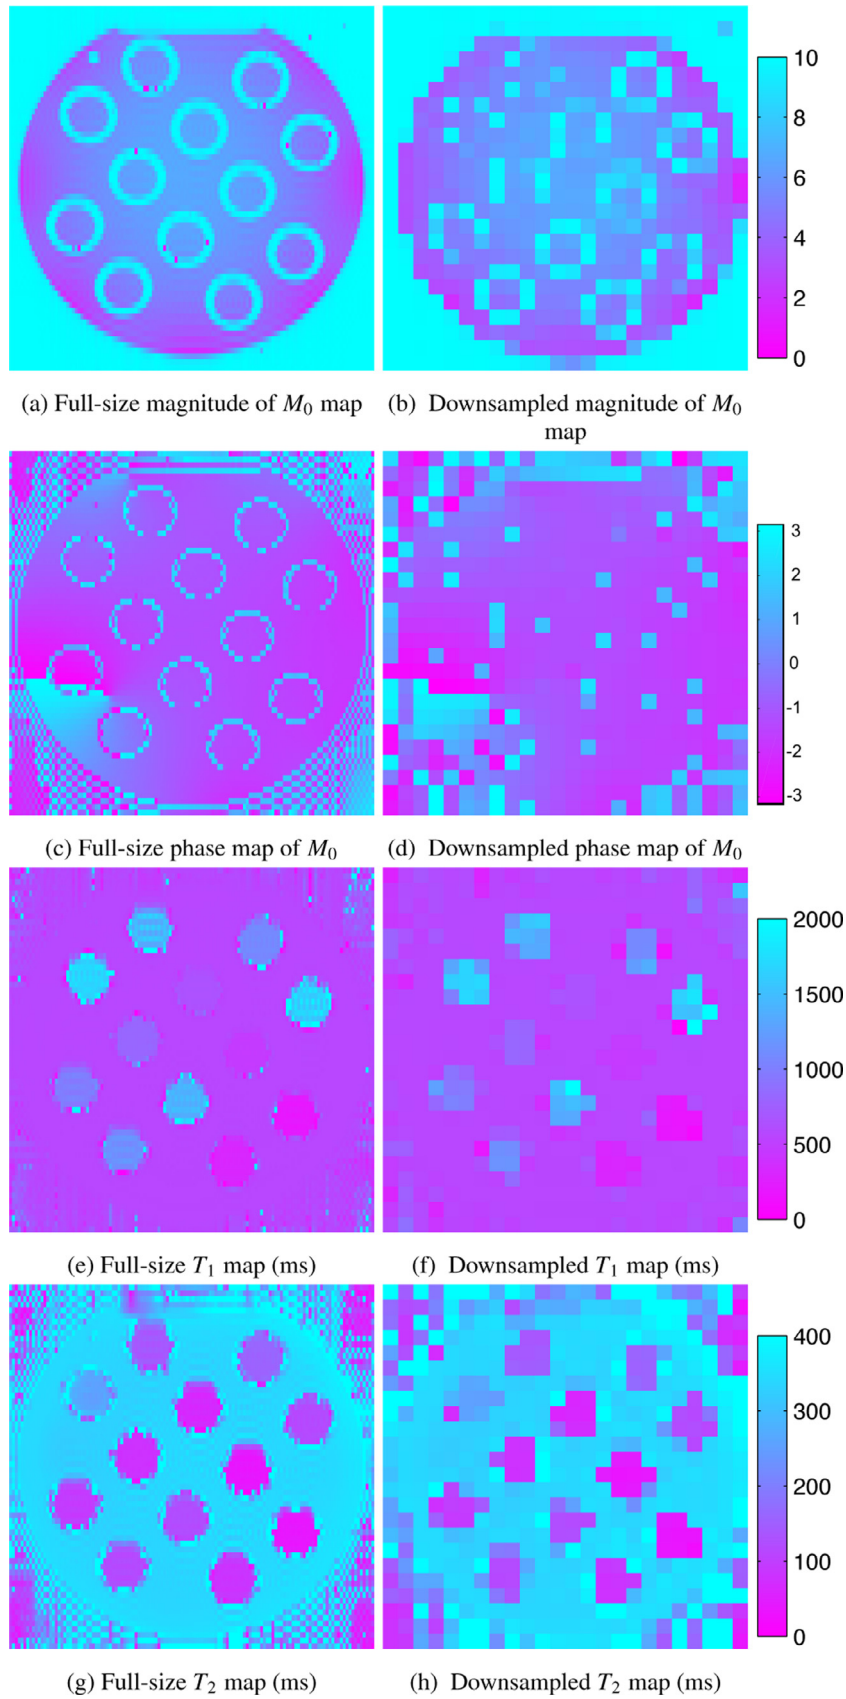 10
8
6
4
2
0
(a) Full-size magnitude of M₀ map
(b) Downsampled magnitude of M₀
map
3
2
1
0
-1
-2
-3
(c) Full-size phase map of M₀
(d) Downsampled phase map of M₀
2000
1500
1000
500
0
(e) Full-size T₁ map (ms)
(f) Downsampled T₁ map (ms)
400
300
200
100
0
(g) Full-size T₂ map (ms)
(h) Downsampled T₂ map (ms)